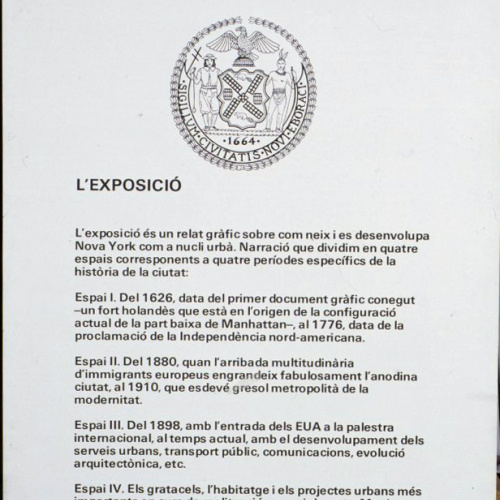 SIGILLUM·CIVITATIS·NOVI·EBORACI
·1664·
L'EXPOSICIÓ
L'exposició és un relat gràfic sobre com neix i es desenvolupa
Nova York com a nucli urbà. Narració que dividim en quatre
espais corresponents a quatre períodes específics de la
història de la ciutat:
Espai I. Del 1626, data del primer document gràfic conegut
–un fort holandès que està en l'origen de la configuració
actual de la part baixa de Manhattan–, al 1776, data de la
proclamació de la Independència nord-americana.
Espai II. Del 1880, quan l'arribada multitudinària
d'immigrants europeus engrandeix fabulosament l'anodina
ciutat, al 1910, que esdevé gresol metropolità de la
modernitat.
Espai III. Del 1898, amb l'entrada dels EUA a la palestra
internacional, al temps actual, amb el desenvolupament dels
serveis urbans, transport públic, comunicacions, evolució
arquitectònica, etc.
Espai IV. Els gratacels, l'habitatge i els projectes urbans més